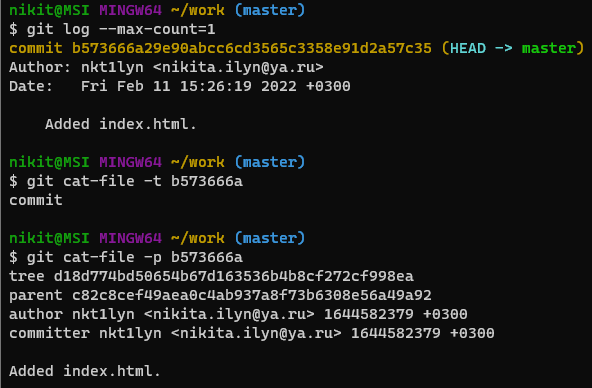 nikit@MSI MINGW64 ~/work (master)
$ git log --max-count=1
commit b573666a29e90abcc6cd3565c3358e91d2a57c35 (HEAD -> master)
Author: nkt1lyn <nikita.ilyn@ya.ru>
Date:   Fri Feb 11 15:26:19 2022 +0300

    Added index.html.

nikit@MSI MINGW64 ~/work (master)
$ git cat-file -t b573666a
commit

nikit@MSI MINGW64 ~/work (master)
$ git cat-file -p b573666a
tree d18d774bd50654b67d163536b4b8cf272cf998ea
parent c82c8cef49aea0c4ab937a8f73b6308e56a49a92
author nkt1lyn <nikita.ilyn@ya.ru> 1644582379 +0300
committer nkt1lyn <nikita.ilyn@ya.ru> 1644582379 +0300

Added index.html.